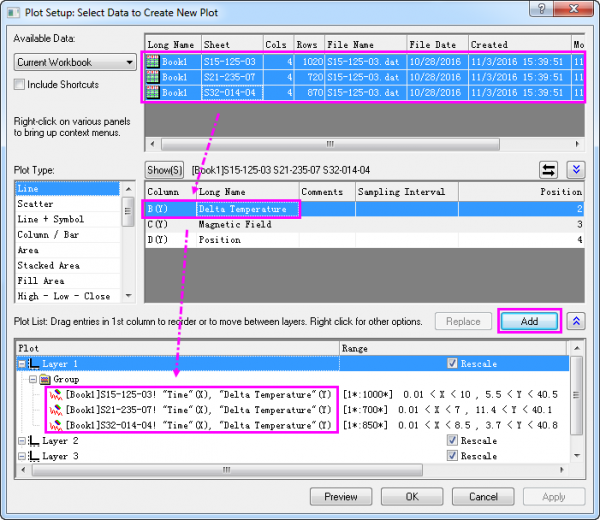 Plot Setup: Select Data to Create New Plot
Available Data:
Current Workbook
Include Shortcuts
Right-click on various panels
to bring up context menus.
Long Name Sheet Cols Rows File Name File Date Created Mo
Book1 S15-125-03 4 1020 S15-125-03.dat 10/28/2016 11/3/2016 15:39:51 11
Book1 S21-235-07 4 720 S21-235-07.dat 10/28/2016 11/3/2016 15:39:51 11
Book1 S32-014-04 4 870 S32-014-04.dat 10/28/2016 11/3/2016 15:39:51 11
Plot Type:
Line
Scatter
Line + Symbol
Column / Bar
Area
Stacked Area
Fill Area
High - Low - Close
Show(S) [Book1]S15-125-03 S21-235-07 S32-014-04
Column Long Name Comments Sampling Interval Position
B(Y) Delta Temperature 2
C(Y) Magnetic Field 3
D(Y) Position 4
Plot List: Drag entries in 1st column to reorder or to move between layers. Right click for other options.
Replace
Add
Plot Range
Layer 1 Rescale
Group
[Book1]S15-125-03! "Time"(X), "Delta Temperature"(Y) [1*:1000*] 0.01 < X < 10 , 5.5 < Y < 40.5
[Book1]S21-235-07! "Time"(X), "Delta Temperature"(Y) [1*:700*] 0.01 < X < 7 , 11.4 < Y < 40.1
[Book1]S32-014-04! "Time"(X), "Delta Temperature"(Y) [1*:850*] 0.01 < X < 8.5 , 3.7 < Y < 40.8
Layer 2 Rescale
Layer 3 Rescale
Preview
OK
Cancel
Apply